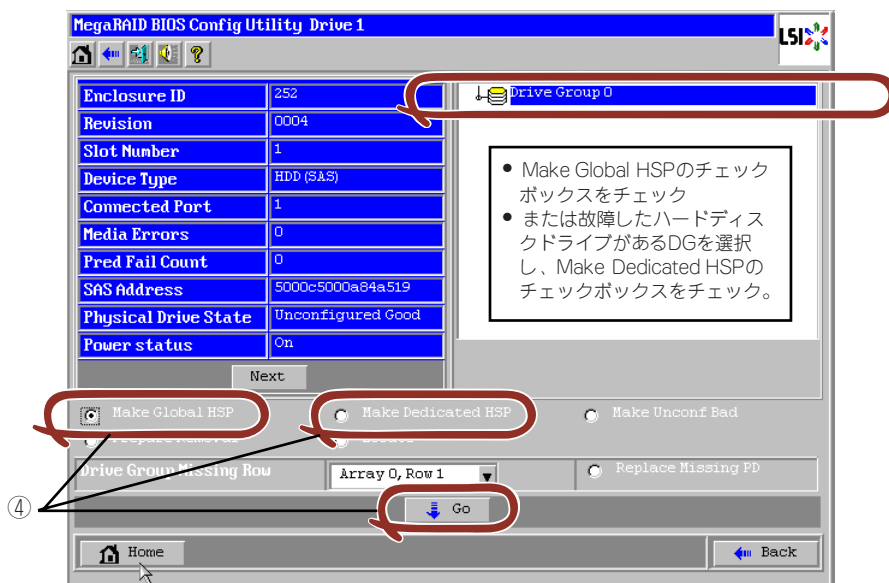 MegaRAID BIOS Config Utility Drive 1
LSI
Enclosure ID 252
Revision 0004
Slot Number 1
Device Type HDD (SAS)
Connected Port 1
Media Errors 0
Pred Fail Count 0
SAS Address 5000c5000a84a519
Physical Drive State Unconfigured Good
Power status On
Next
Drive Group 0
● Make Global HSPのチェック
ボックスをチェック
● または故障したハードディス
クドライブがあるDGを選択
し、Make Dedicated HSPの
チェックボックスをチェック。
Make Global HSP Make Dedicated HSP Make Unconf Bad
Prepare Removal Locate
Drive Group Missing Row Array 0, Row 1 Replace Missing PD
④
Go
Home Back